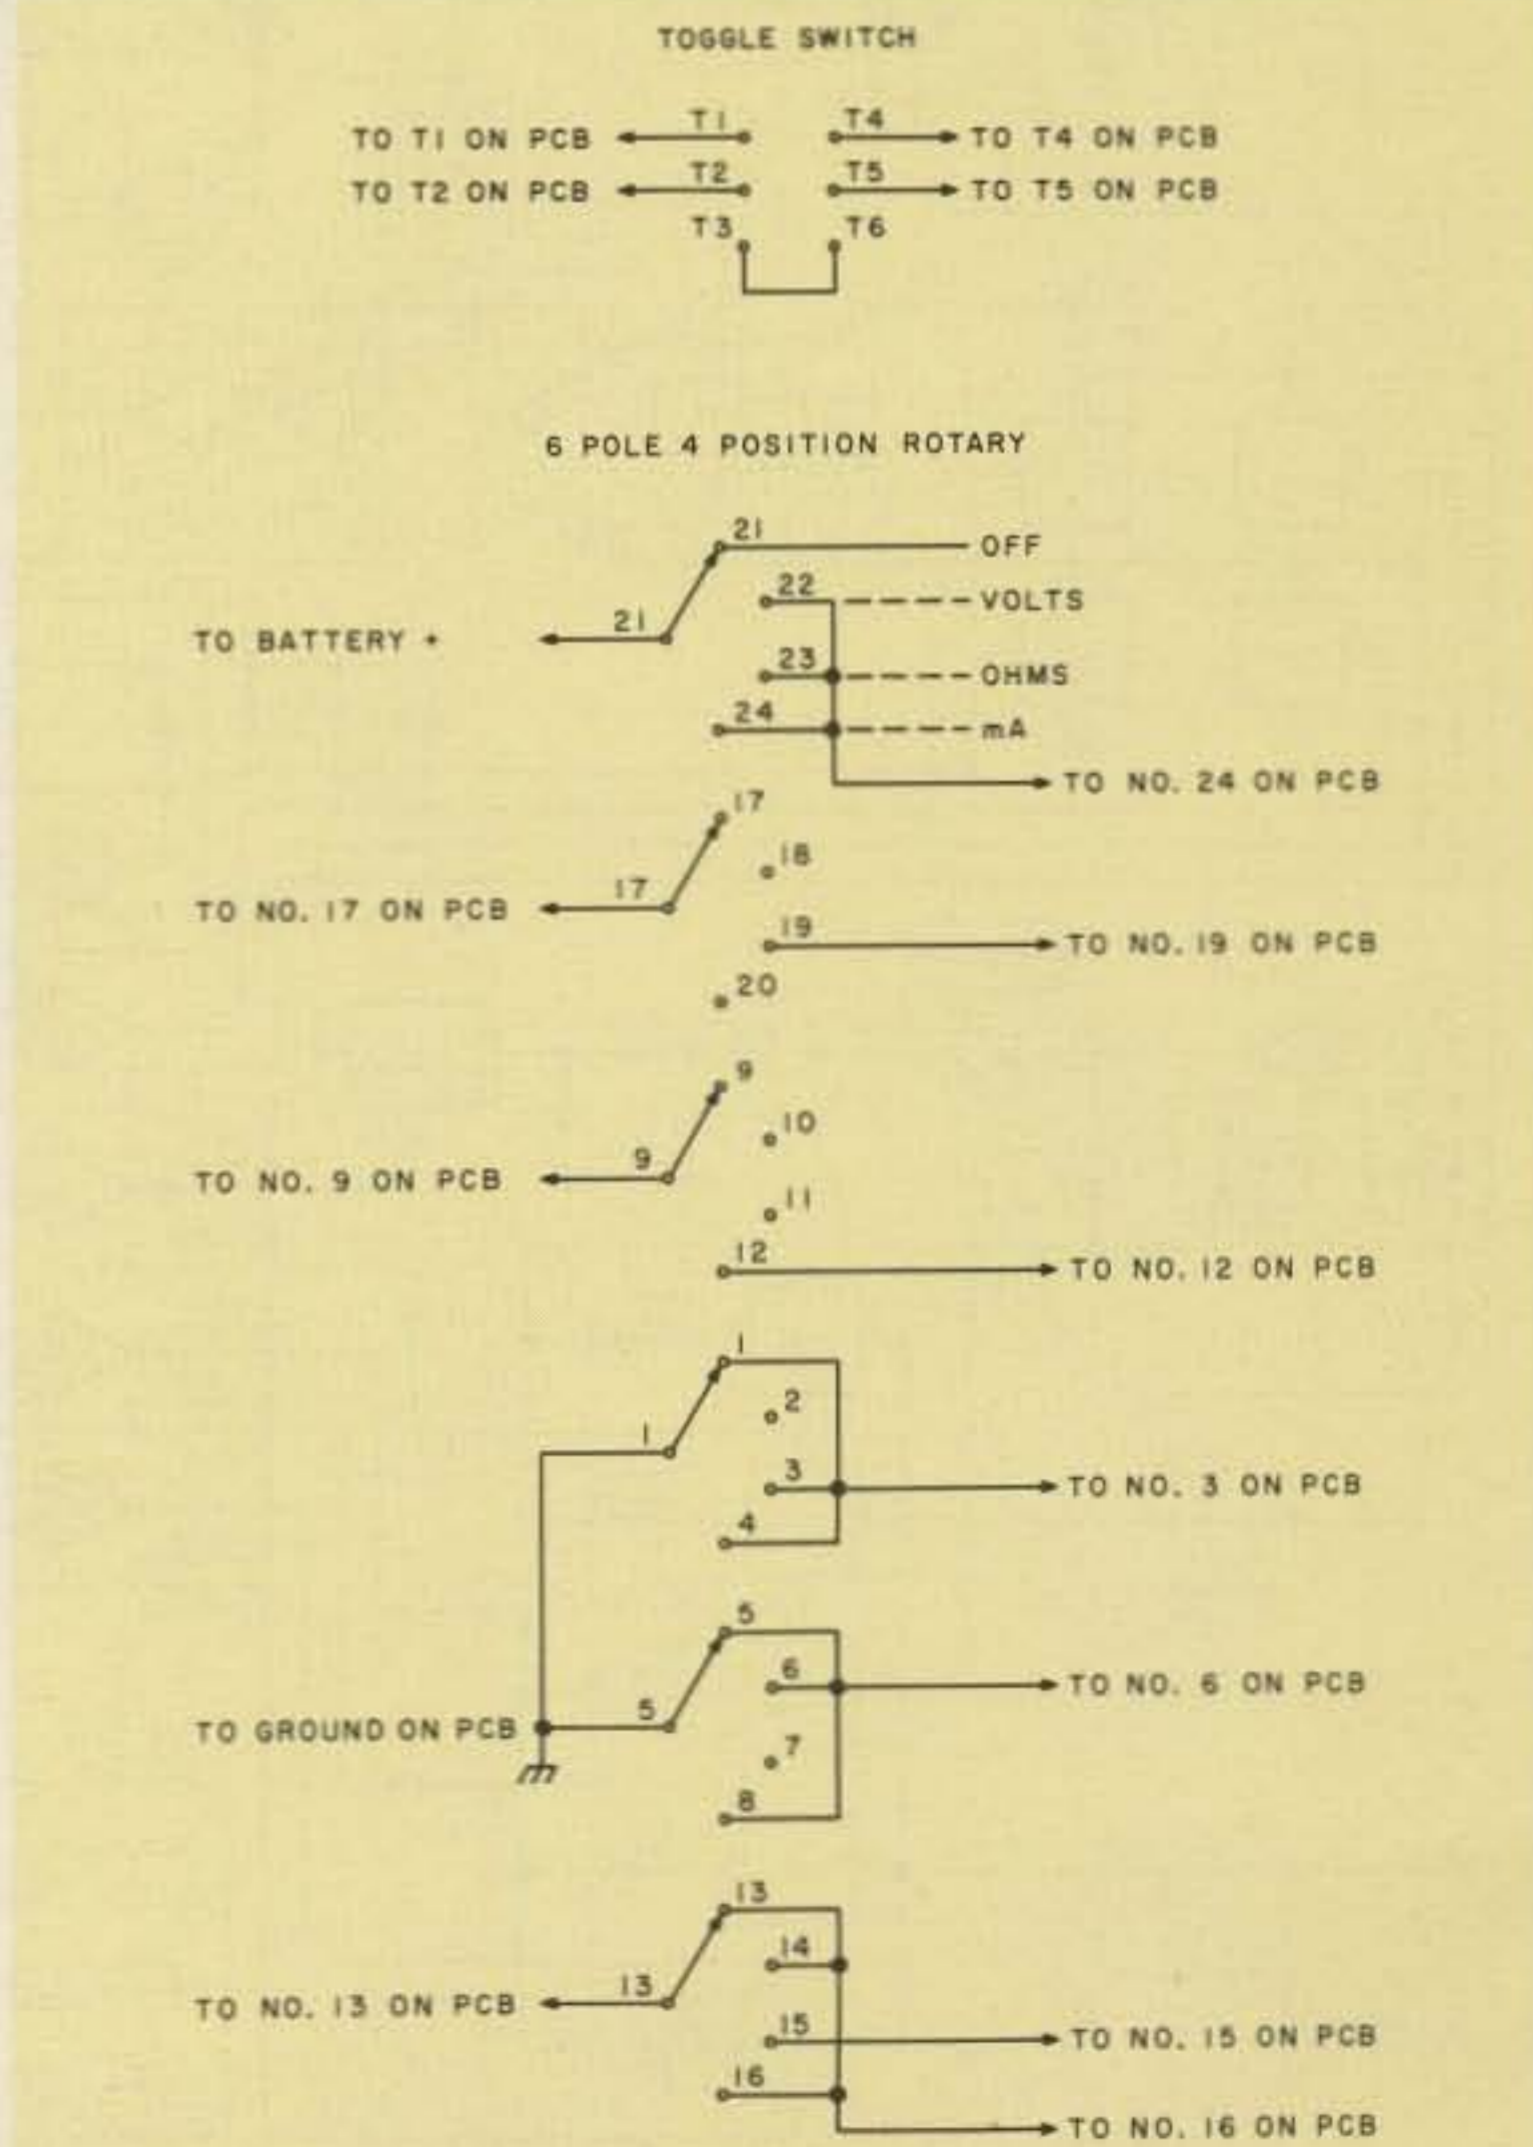 TOGGLE SWITCH
TO T1 ON PCB T1 T4 TO T4 ON PCB
TO T2 ON PCB T2 T5 TO T5 ON PCB
T3 T6
6 POLE 4 POSITION ROTARY
21 OFF
22 VOLTS
TO BATTERY + 21
23 OHMS
24 mA
TO NO. 24 ON PCB
17
18
TO NO. 17 ON PCB 17
19 TO NO. 19 ON PCB
20
9
10
TO NO. 9 ON PCB 9
11
12 TO NO. 12 ON PCB
1
2
1
3 TO NO. 3 ON PCB
4
5
6 TO NO. 6 ON PCB
TO GROUND ON PCB 5
7
8
13
14
TO NO. 13 ON PCB 13
15 TO NO. 15 ON PCB
16
TO NO. 16 ON PCB